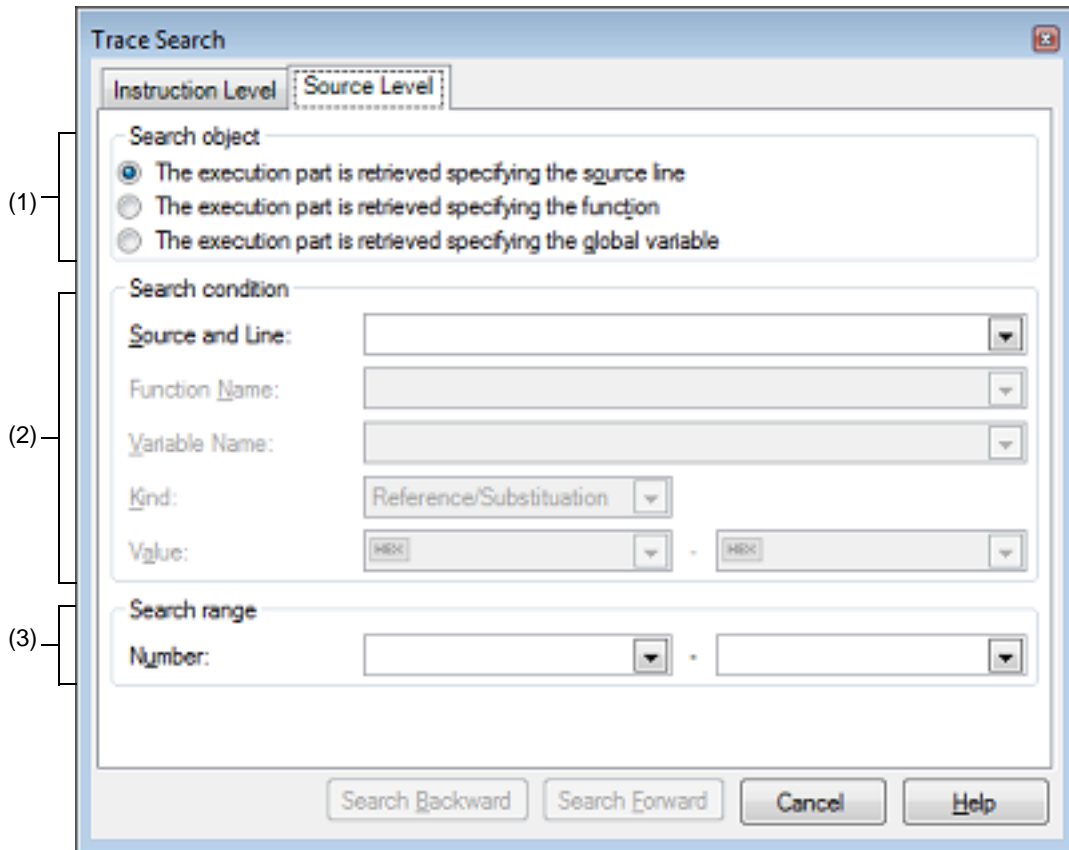 Trace Search
Instruction Level Source Level
(1)
Search object
The execution part is retrieved specifying the source line
The execution part is retrieved specifying the function
The execution part is retrieved specifying the global variable
(2)
Search condition
Source and Line:
Function Name:
Variable Name:
Kind: Reference/Substituation
Value: HEX - HEX
(3)
Search range
Number: -
Search Backward Search Forward Cancel Help